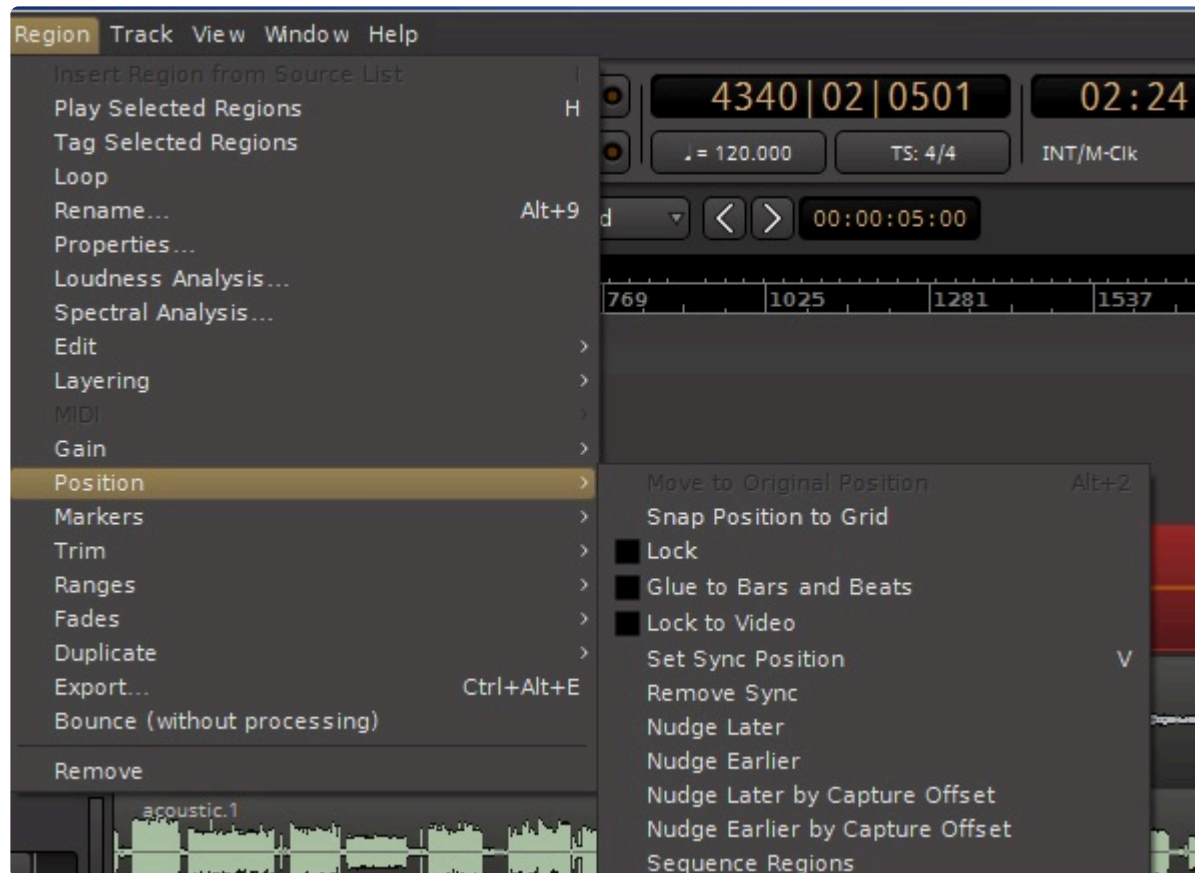 Region Track View Window Help
Insert Region from Source List I
Play Selected Regions H
Tag Selected Regions
Loop
Rename... Alt+9
Properties...
Loudness Analysis...
Spectral Analysis...
Edit
Layering
MIDI
Gain
Position
Markers
Trim
Ranges
Fades
Duplicate
Export... Ctrl+Alt+E
Bounce (without processing)
Remove
4340|02|0501
02:24
♩= 120.000
TS: 4/4
INT/M-Clk
d
00:00:05:00
769 1025 1281 1537
Move to Original Position Alt+2
Snap Position to Grid
Lock
Glue to Bars and Beats
Lock to Video
Set Sync Position V
Remove Sync
Nudge Later
Nudge Earlier
Nudge Later by Capture Offset
Nudge Earlier by Capture Offset
Sequence Regions
acoustic.1